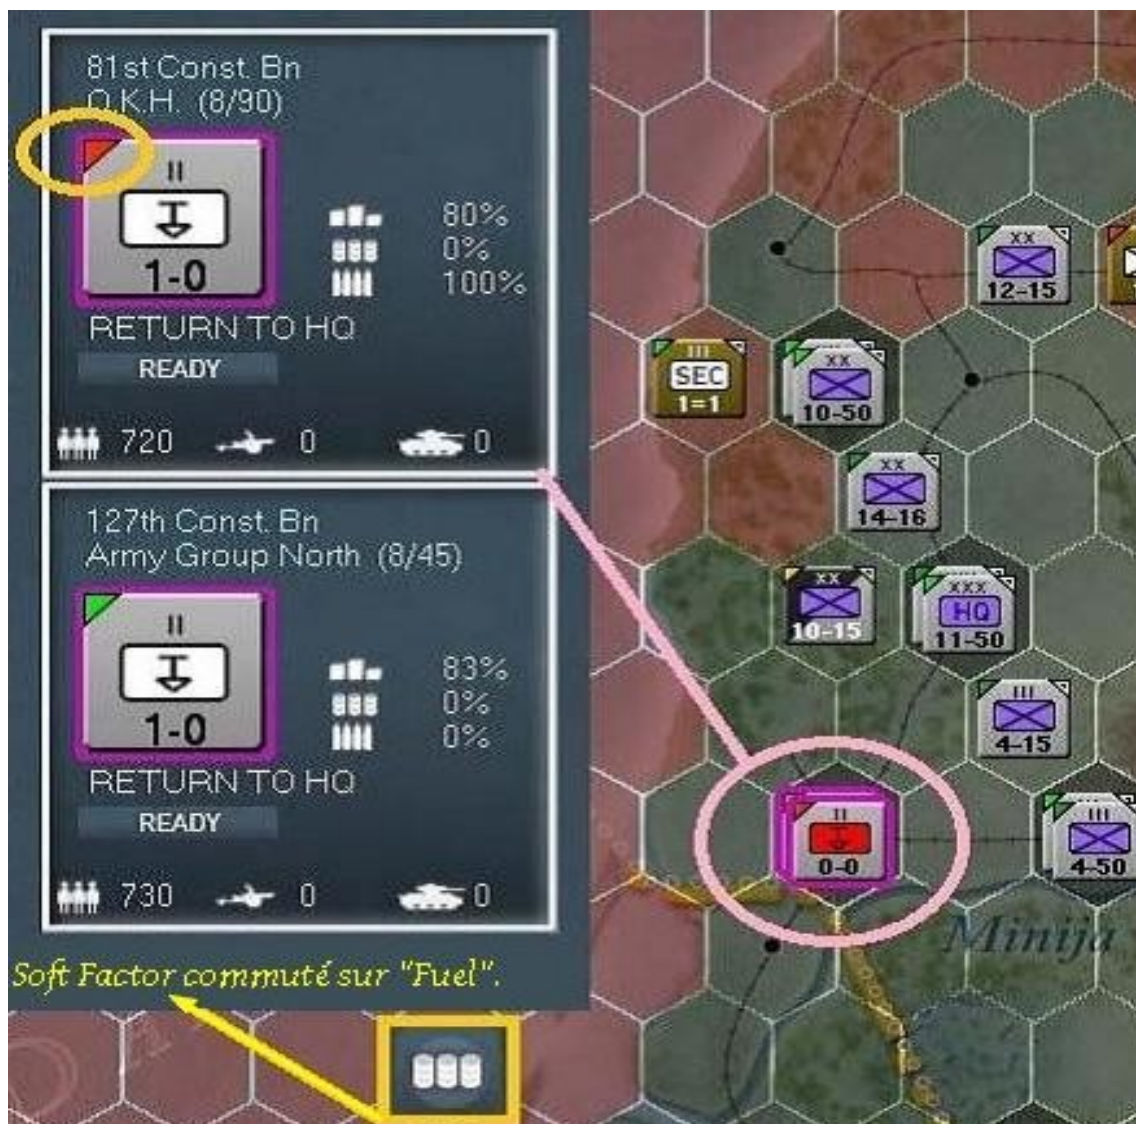 81st Const. Bn
O.K.H. (8/90)
II
1-0
80%
0%
100%
RETURN TO HQ
READY
720 0 0
127th Const. Bn
Army Group North (8/45)
II
1-0
83%
0%
0%
RETURN TO HQ
READY
730 0 0
Soft Factor commuté sur "Fuel".
XX
12-15
III
SEC
1=1
XX
10-50
XX
14-16
XX
10-15
XXX
HQ
11-50
III
4-15
II
0-0
III
4-50
Minija